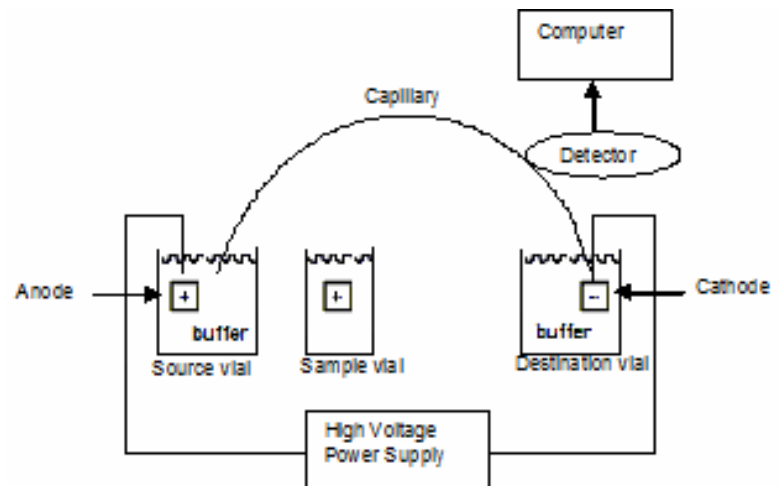 Computer
Capillary
Detector
Anode
+
+
-
Cathode
buffer
buffer
Source vial
Sample vial
Destination vial
High Voltage
Power Supply